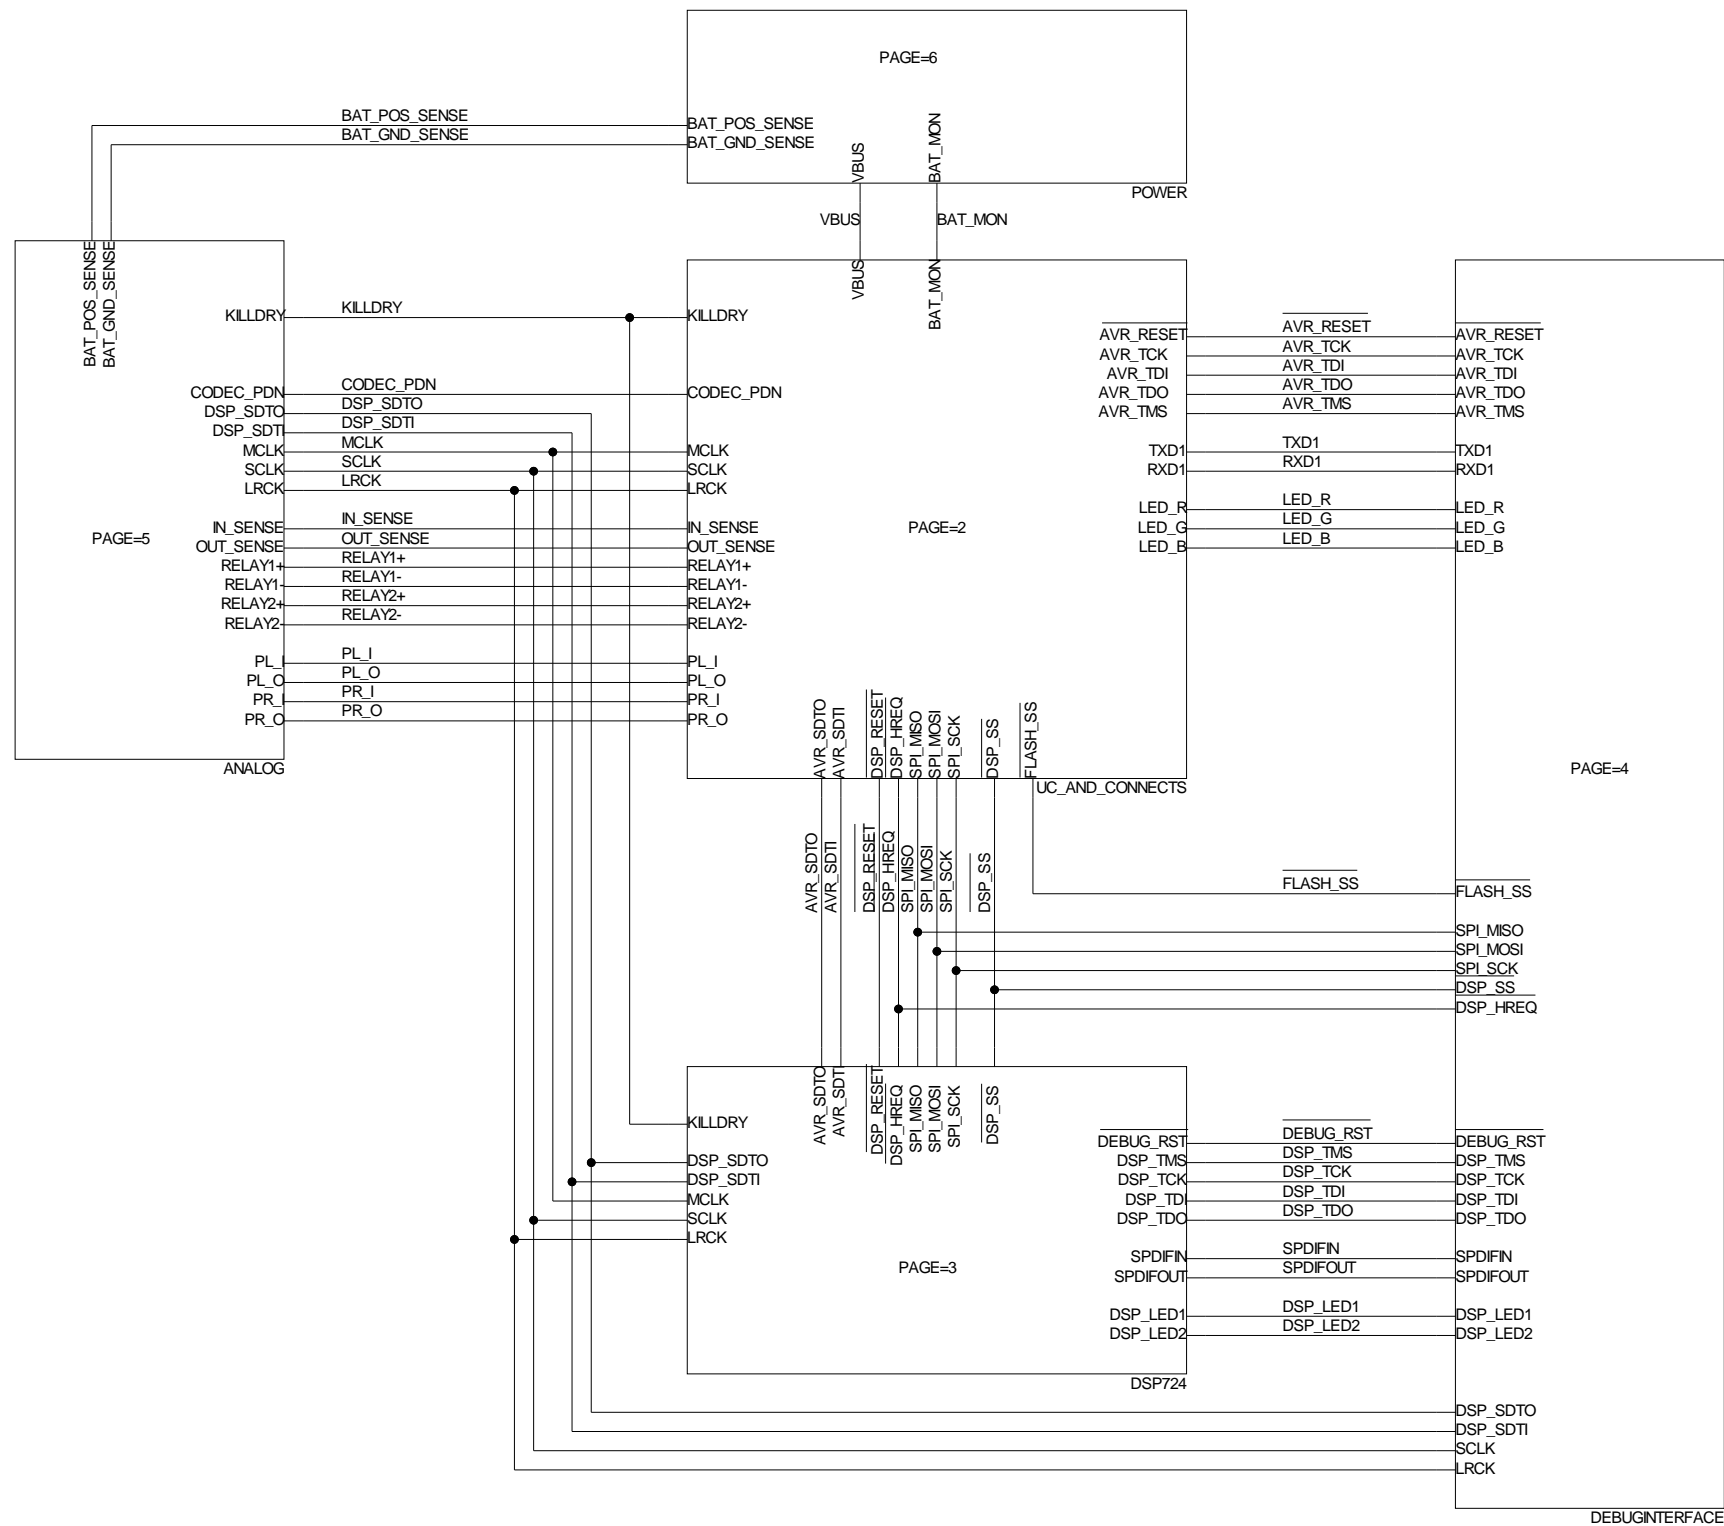 PAGE=6
BAT_POS_SENSE
BAT_GND_SENSE
BAT_POS_SENSE
BAT_GND_SENSE
VBUS
BAT_MON
POWER
VBUS
BAT_MON
BAT_POS_SENSE
BAT_GND_SENSE
KILLDRY
CODEC_PDN
DSP_SDTO
DSP_SDTI
MCLK
SCLK
LRCK
IN_SENSE
PAGE=5
OUT_SENSE
RELAY1+
RELAY1-
RELAY2+
RELAY2-
PL_I
PL_O
PR_I
PR_O
ANALOG
KILLDRY
CODEC_PDN
DSP_SDTO
DSP_SDTI
MCLK
SCLK
LRCK
IN_SENSE
OUT_SENSE
RELAY1+
RELAY1-
RELAY2+
RELAY2-
PL_I
PL_O
PR_I
PR_O
VBUS
BAT_MON
KILLDRY
CODEC_PDN
MCLK
SCLK
LRCK
IN_SENSE
OUT_SENSE
RELAY1+
RELAY1-
RELAY2+
RELAY2-
PL_I
PL_O
PR_I
PR_O
PAGE=2
AVR_RESET
AVR_TCK
AVR_TDI
AVR_TDO
AVR_TMS
TXD1
RXD1
LED_R
LED_G
LED_B
AVR_SDTO
AVR_SDTI
DSP_RESET
DSP_HREQ
SPI_MISO
SPI_MOSI
SPI_SCK
DSP_SS
FLASH_SS
UC_AND_CONNECTS
AVR_RESET
AVR_TCK
AVR_TDI
AVR_TDO
AVR_TMS
TXD1
RXD1
LED_R
LED_G
LED_B
AVR_RESET
AVR_TCK
AVR_TDI
AVR_TDO
AVR_TMS
TXD1
RXD1
LED_R
LED_G
LED_B
PAGE=4
AVR_SDTO
AVR_SDTI
DSP_RESET
DSP_HREQ
SPI_MISO
SPI_MOSI
SPI_SCK
DSP_SS
FLASH_SS
FLASH_SS
SPI_MISO
SPI_MOSI
SPI_SCK
DSP_SS
DSP_HREQ
AVR_SDTO
AVR_SDTI
DSP_RESET
DSP_HREQ
SPI_MISO
SPI_MOSI
SPI_SCK
DSP_SS
KILLDRY
DSP_SDTO
DSP_SDTI
MCLK
SCLK
LRCK
PAGE=3
DEBUG_RST
DSP_TMS
DSP_TCK
DSP_TDI
DSP_TDO
SPDIFIN
SPDIFOUT
DSP_LED1
DSP_LED2
DSP724
DEBUG_RST
DSP_TMS
DSP_TCK
DSP_TDI
DSP_TDO
SPDIFIN
SPDIFOUT
DSP_LED1
DSP_LED2
DEBUG_RST
DSP_TMS
DSP_TCK
DSP_TDI
DSP_TDO
SPDIFIN
SPDIFOUT
DSP_LED1
DSP_LED2
DSP_SDTO
DSP_SDTI
SCLK
LRCK
DEBUGINTERFACE